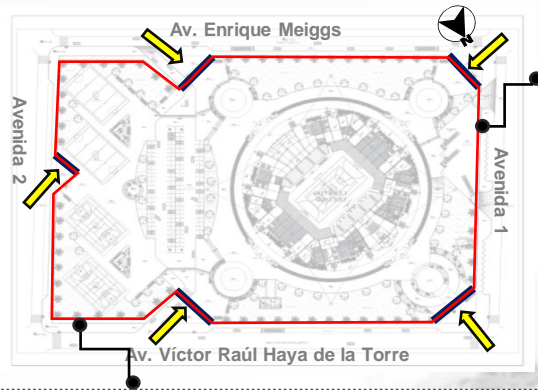 Av. Enrique Meiggs
N
Avenida 2
Avenida 1
Av. Víctor Raúl Haya de la Torre